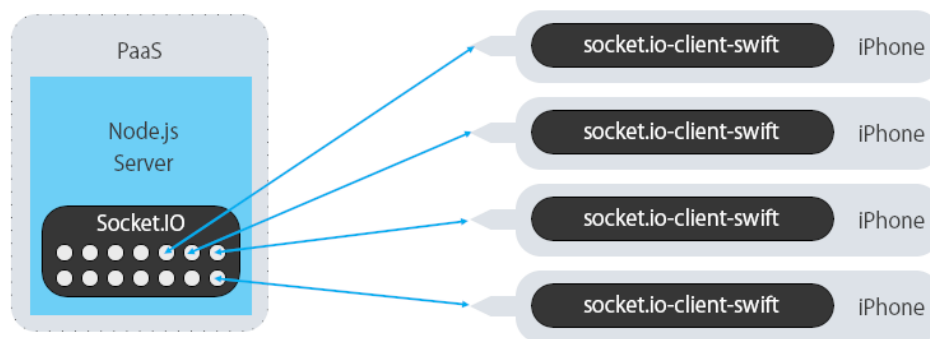 PaaS
Node.js
Server
Socket.IO
socket.io-client-swift
iPhone
socket.io-client-swift
iPhone
socket.io-client-swift
iPhone
socket.io-client-swift
iPhone